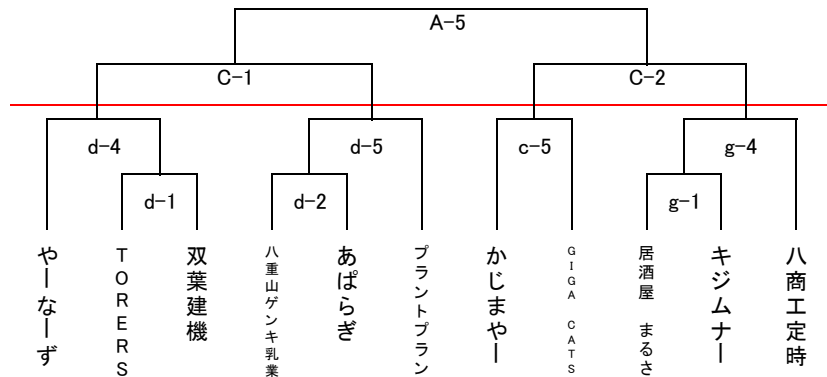 A-5
C-1
C-2
d-4
d-5
c-5
g-4
d-1
d-2
g-1
やーなーず
TORERS
双葉建機
八重山ゲンキ乳業
あぱらぎ
プラントプラン
かじまやー
GIGA CATS
居酒屋 まるさ
キジムナー
八商工定時